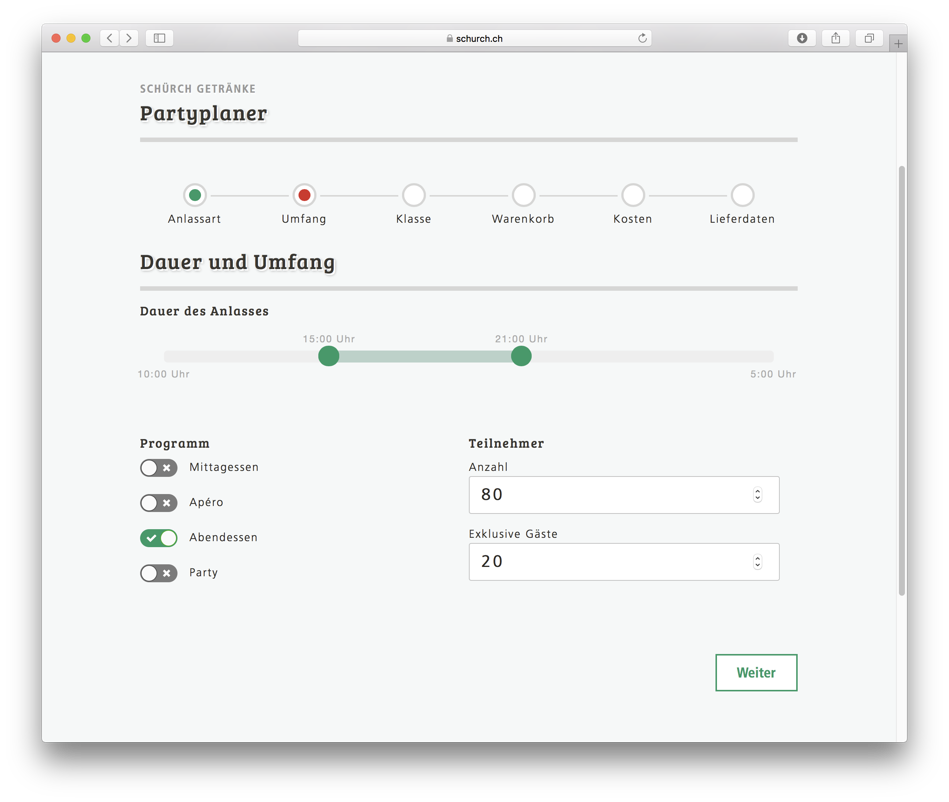 schurch.ch
SCHÜRCH GETRÄNKE
Partyplaner
Anlassart Umfang Klasse Warenkorb Kosten Lieferdaten
Dauer und Umfang
Dauer des Anlasses
15:00 Uhr 21:00 Uhr
10:00 Uhr 5:00 Uhr
Programm
Mittagessen
Apéro
Abendessen
Party
Teilnehmer
Anzahl
80
Exklusive Gäste
20
Weiter